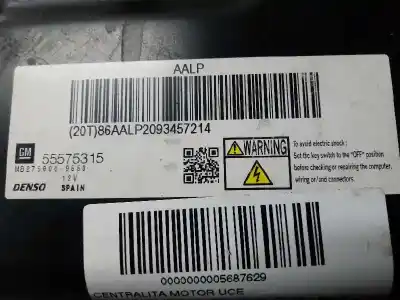 AALP
(20T)86AALP2093457214
GM 55575315
MB275900-9660
12V
DENSO SPAIN
WARNING
To avoid electric shock:
Set the key switch to the "OFF" position
before checking or repairing the computer,
wiring or/and connectors.
0000000005687629
CENTRALITA MOTOR UCE